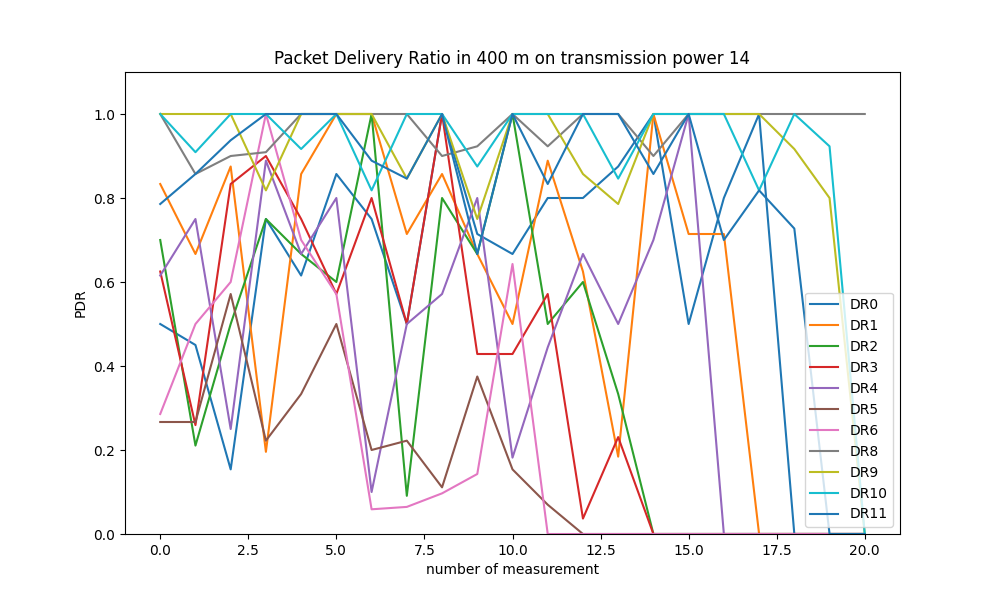 Packet Delivery Ratio in 400 m on transmission power 14
1.0
0.8
0.6
0.4
0.2
0.0
PDR
DR0
DR1
DR2
DR3
DR4
DR5
DR6
DR8
DR9
DR10
DR11
0.0 2.5 5.0 7.5 10.0 12.5 15.0 17.5 20.0
number of measurement